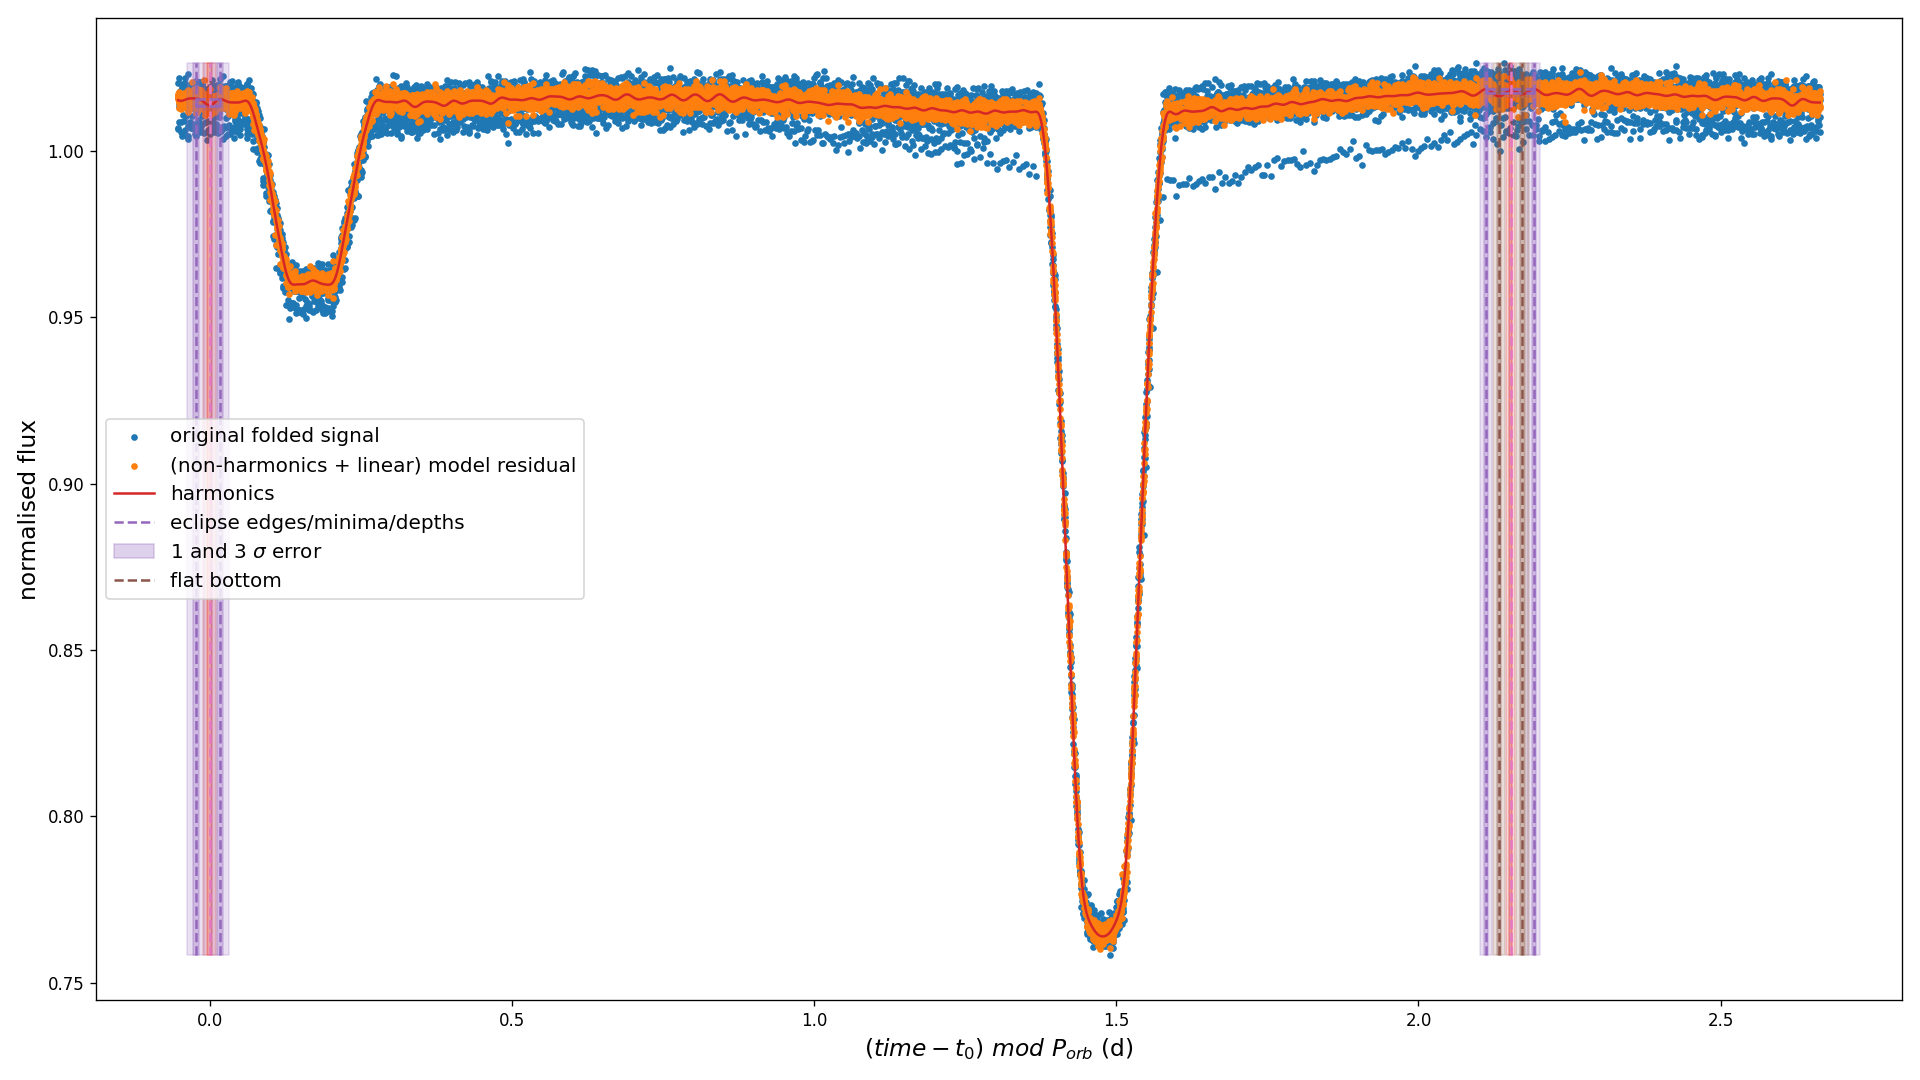 normalised flux
1.00
0.95
0.90
0.85
0.80
0.75
original folded signal
(non-harmonics + linear) model residual
harmonics
eclipse edges/minima/depths
1 and 3 σ error
flat bottom
0.0 0.5 1.0 1.5 2.0 2.5
(time − t₀) mod P_orb (d)